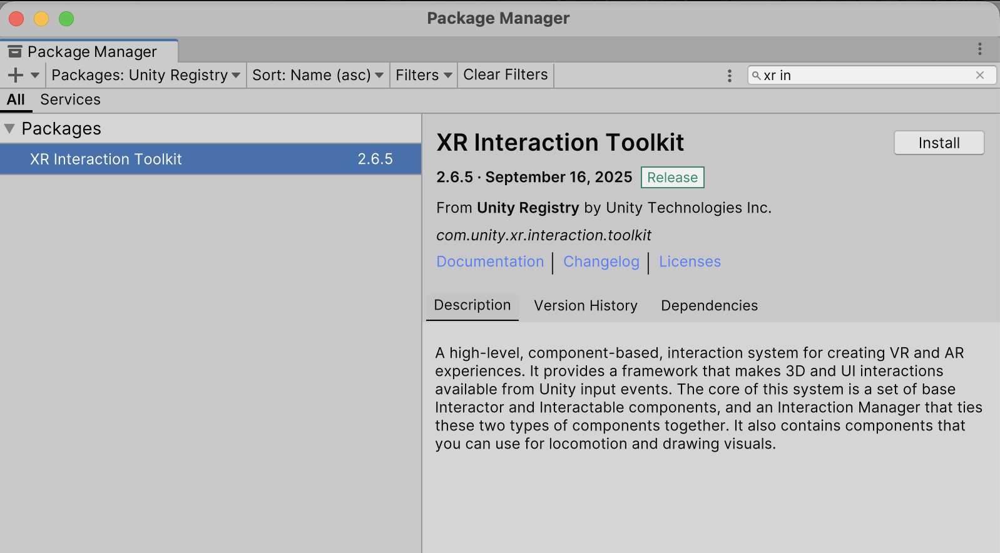 Package Manager
Package Manager
Packages: Unity Registry
Sort: Name (asc)
Filters
Clear Filters
xr in
All
Services
Packages
XR Interaction Toolkit 2.6.5
XR Interaction Toolkit
Install
2.6.5 · September 16, 2025 Release
From Unity Registry by Unity Technologies Inc.
com.unity.xr.interaction.toolkit
Documentation
Changelog
Licenses
Description
Version History
Dependencies
A high-level, component-based, interaction system for creating VR and AR
experiences. It provides a framework that makes 3D and UI interactions
available from Unity input events. The core of this system is a set of base
Interactor and Interactable components, and an Interaction Manager that ties
these two types of components together. It also contains components that
you can use for locomotion and drawing visuals.